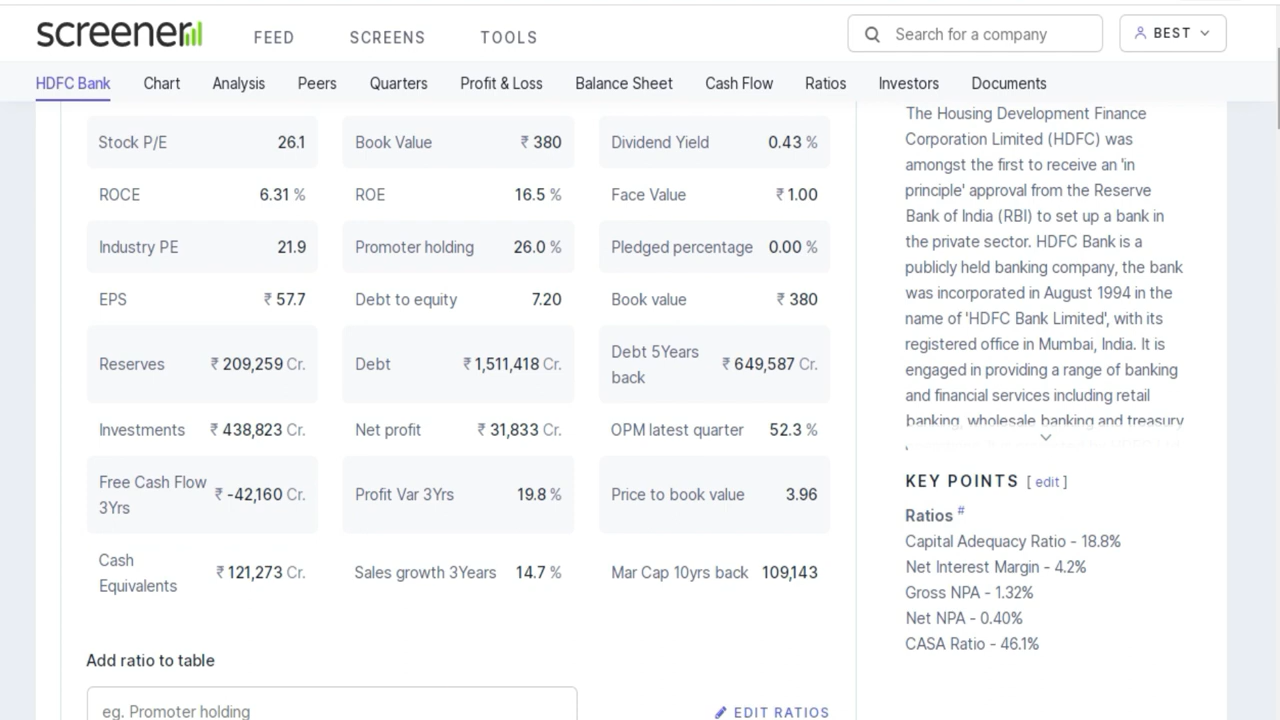 screener
FEED SCREENS TOOLS
Search for a company
BEST
HDFC Bank Chart Analysis Peers Quarters Profit & Loss Balance Sheet Cash Flow Ratios Investors Documents
Stock P/E 26.1 Book Value ₹ 380 Dividend Yield 0.43 %
ROCE 6.31 % ROE 16.5 % Face Value ₹ 1.00
Industry PE 21.9 Promoter holding 26.0 % Pledged percentage 0.00 %
EPS ₹ 57.7 Debt to equity 7.20 Book value ₹ 380
Reserves ₹ 209,259 Cr. Debt ₹ 1,511,418 Cr. Debt 5Years back ₹ 649,587 Cr.
Investments ₹ 438,823 Cr. Net profit ₹ 31,833 Cr. OPM latest quarter 52.3 %
Free Cash Flow 3Yrs ₹ -42,160 Cr. Profit Var 3Yrs 19.8 % Price to book value 3.96
Cash Equivalents ₹ 121,273 Cr. Sales growth 3Years 14.7 % Mar Cap 10yrs back 109,143
Add ratio to table
eg. Promoter holding
EDIT RATIOS
The Housing Development Finance
Corporation Limited (HDFC) was
amongst the first to receive an 'in
principle' approval from the Reserve
Bank of India (RBI) to set up a bank in
the private sector. HDFC Bank is a
publicly held banking company, the bank
was incorporated in August 1994 in the
name of 'HDFC Bank Limited', with its
registered office in Mumbai, India. It is
engaged in providing a range of banking
and financial services including retail
banking, wholesale banking and treasury
KEY POINTS [ edit ]
Ratios #
Capital Adequacy Ratio - 18.8%
Net Interest Margin - 4.2%
Gross NPA - 1.32%
Net NPA - 0.40%
CASA Ratio - 46.1%